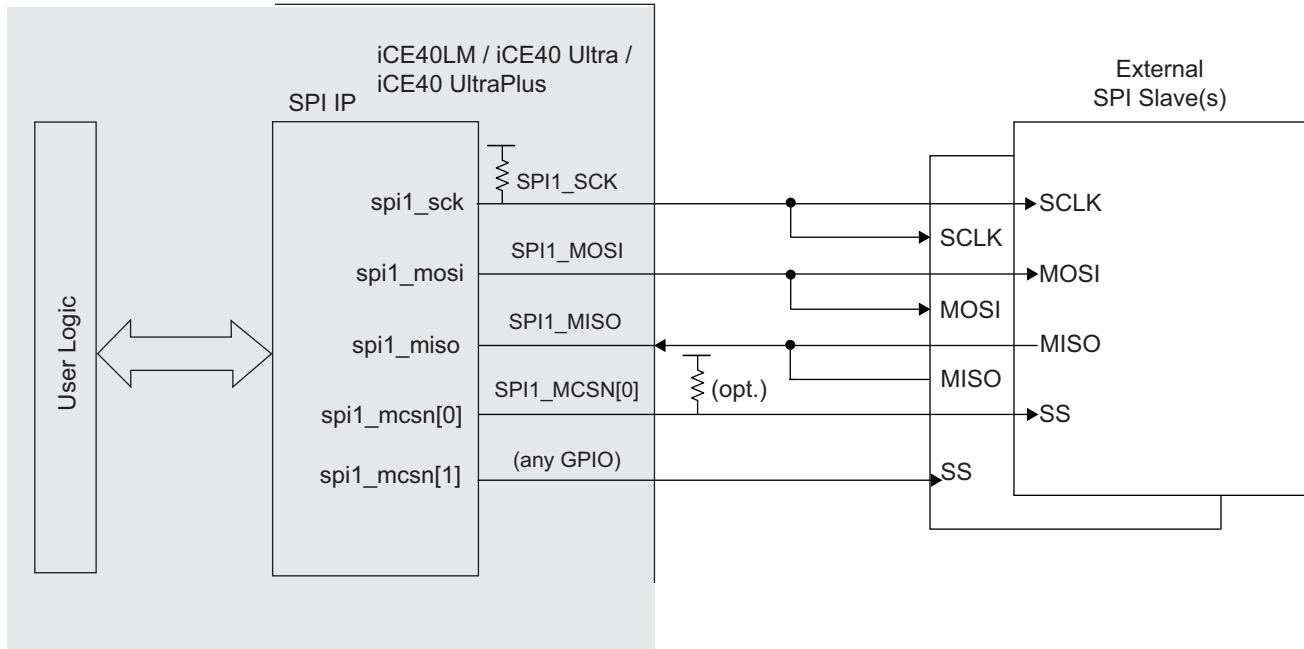 iCE40LM / iCE40 Ultra /
iCE40 UltraPlus
External
SPI Slave(s)
SPI IP
User Logic
spi1_sck
SPI1_SCK
SCLK
SCLK
spi1_mosi
SPI1_MOSI
MOSI
MOSI
spi1_miso
SPI1_MISO
MISO
MISO
spi1_mcsn[0]
SPI1_MCSN[0]
(opt.)
SS
spi1_mcsn[1]
(any GPIO)
SS